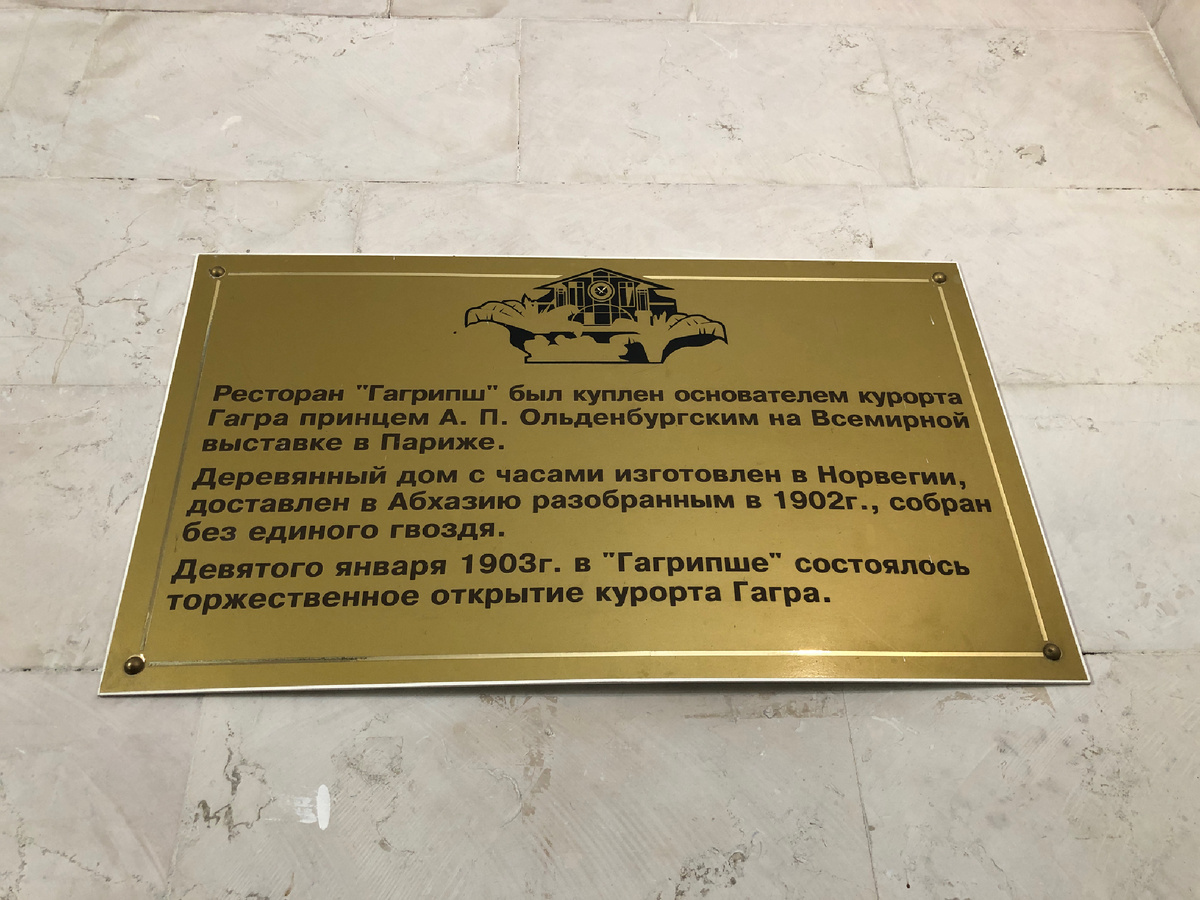 Ресторан "Гагрипш" был куплен основателем курорта
Гагра принцем А. П. Ольденбургским на Всемирной
выставке в Париже.
Деревянный дом с часами изготовлен в Норвегии,
доставлен в Абхазию разобранным в 1902г., собран
без единого гвоздя.
Девятого января 1903г. в "Гагрипше" состоялось
торжественное открытие курорта Гагра.